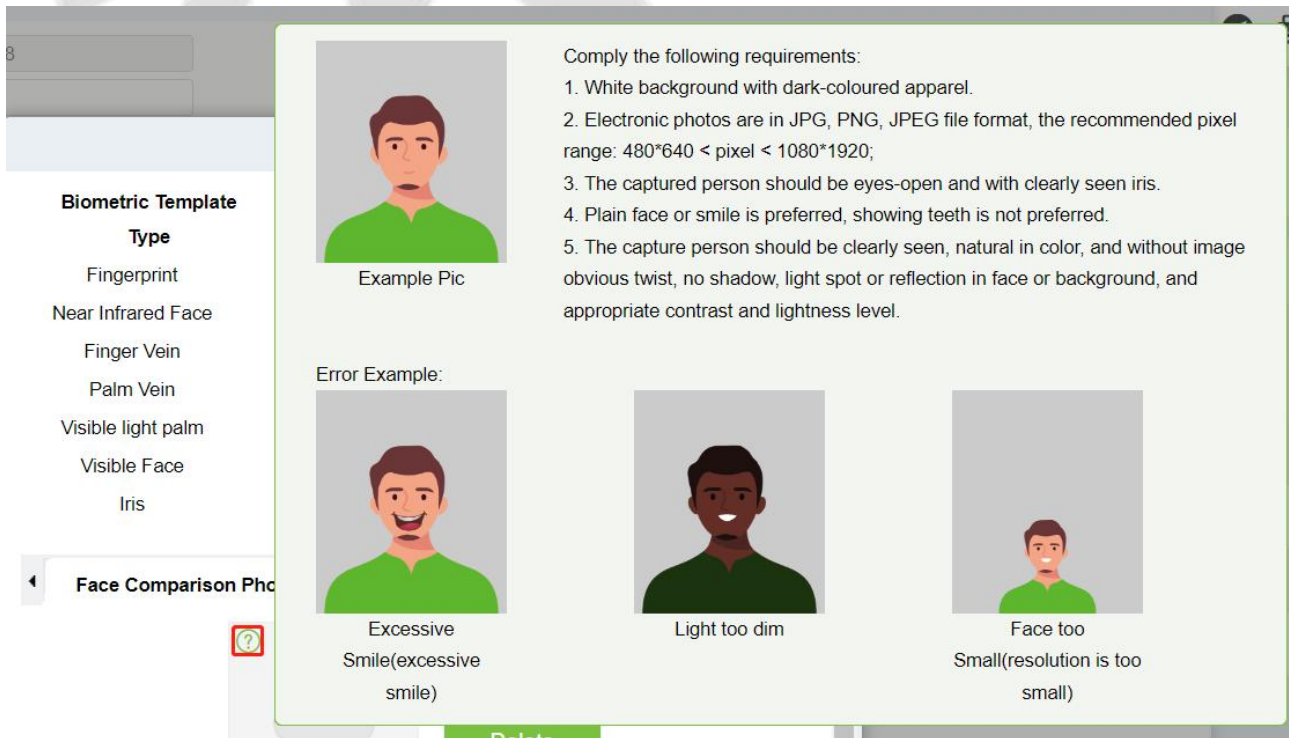 8
Comply the following requirements:
1. White background with dark-coloured apparel.
2. Electronic photos are in JPG, PNG, JPEG file format, the recommended pixel
range: 480*640 < pixel < 1080*1920;
3. The captured person should be eyes-open and with clearly seen iris.
4. Plain face or smile is preferred, showing teeth is not preferred.
5. The capture person should be clearly seen, natural in color, and without image
obvious twist, no shadow, light spot or reflection in face or background, and
appropriate contrast and lightness level.
Example Pic
Error Example:
Excessive
Smile(excessive
smile)
Light too dim
Face too
Small(resolution is too
small)
Biometric Template
Type
Fingerprint
Near Infrared Face
Finger Vein
Palm Vein
Visible light palm
Visible Face
Iris
Face Comparison Pho
?